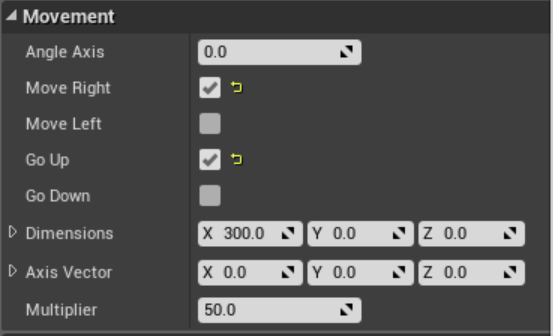 Movement
Angle Axis 0.0
Move Right
Move Left
Go Up
Go Down
Dimensions X 300.0 Y 0.0 Z 0.0
Axis Vector X 0.0 Y 0.0 Z 0.0
Multiplier 50.0